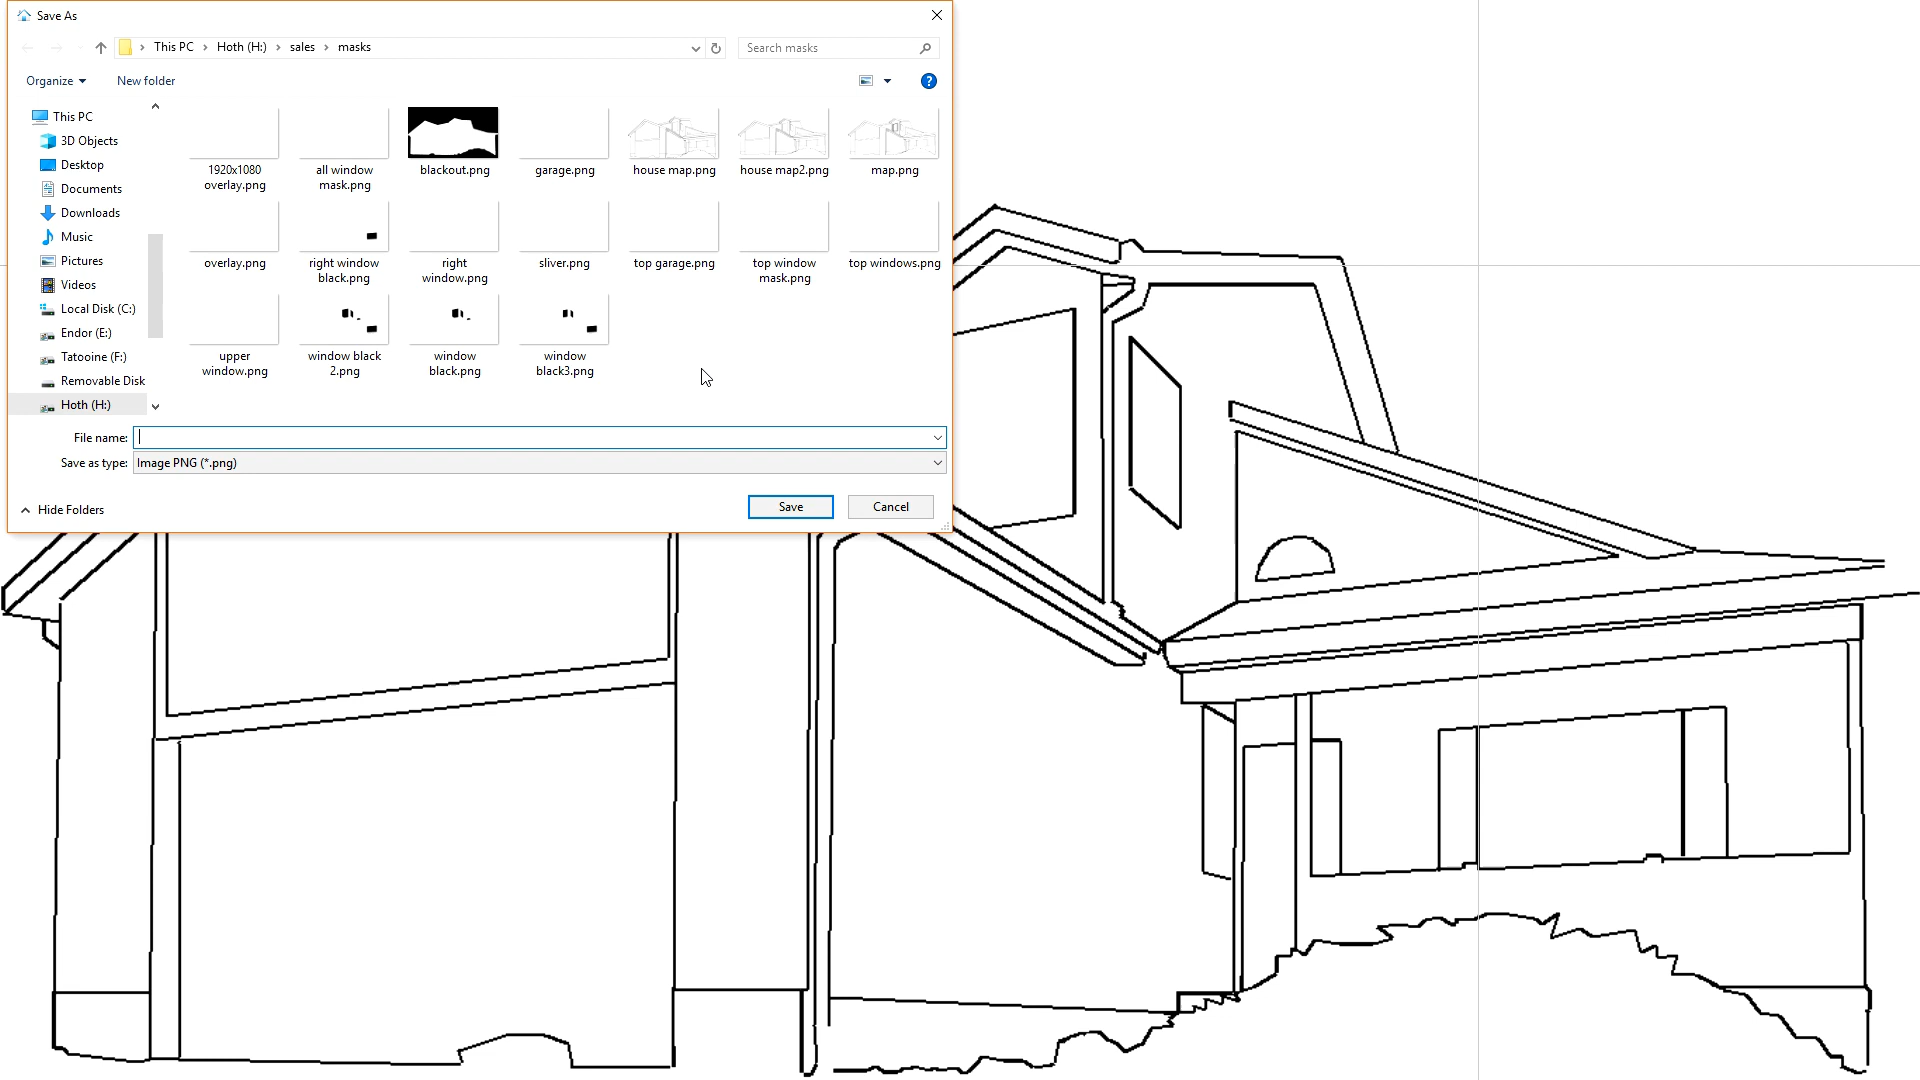 Save As
This PC
Hoth (H:)
sales
masks
Search masks
Organize
New folder
?
This PC
3D Objects
Desktop
Documents
Downloads
Music
Pictures
Videos
Local Disk (C:)
Endor (E:)
Tatooine (F:)
Removable Disk
Hoth (H:)
1920x1080
overlay.png
all window
mask.png
blackout.png
garage.png
house map.png
house map2.png
map.png
overlay.png
right window
black.png
right
window.png
sliver.png
top garage.png
top window
mask.png
top windows.png
upper
window.png
window black
2.png
window
black.png
window
black3.png
File name:
Save as type:
Image PNG (*.png)
Hide Folders
Save
Cancel